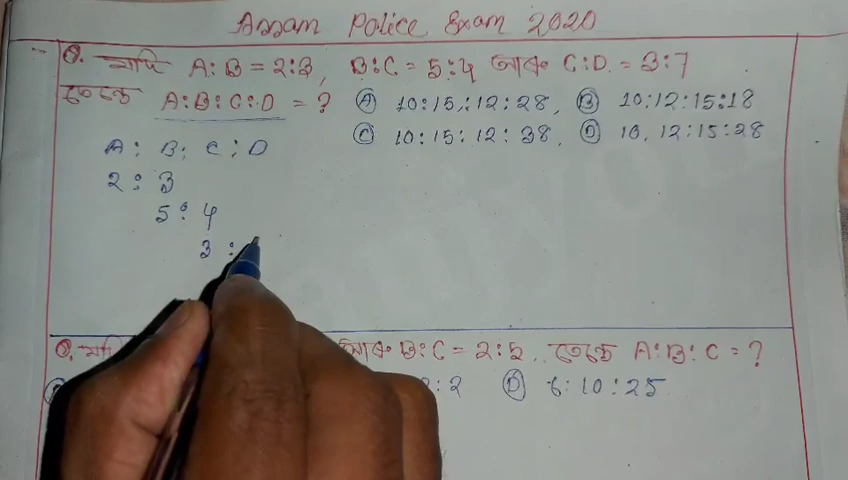 Assam Police Exam 2020
Q. যদি A:B = 2:3, B:C = 5:4 আৰু C:D. = 3:7
তেন্তে A:B:C:D = ? Ⓐ 10:15:12:28, Ⓑ 10:12:15:18
Ⓒ 10:15:12:38, Ⓓ 10, 12:15:28
A: B: C: D
2: 3
5: 4
3 :
Q. যদি আৰু B:C = 2:5, তেন্তে A:B:C = ?
:2 Ⓓ 6:10:25